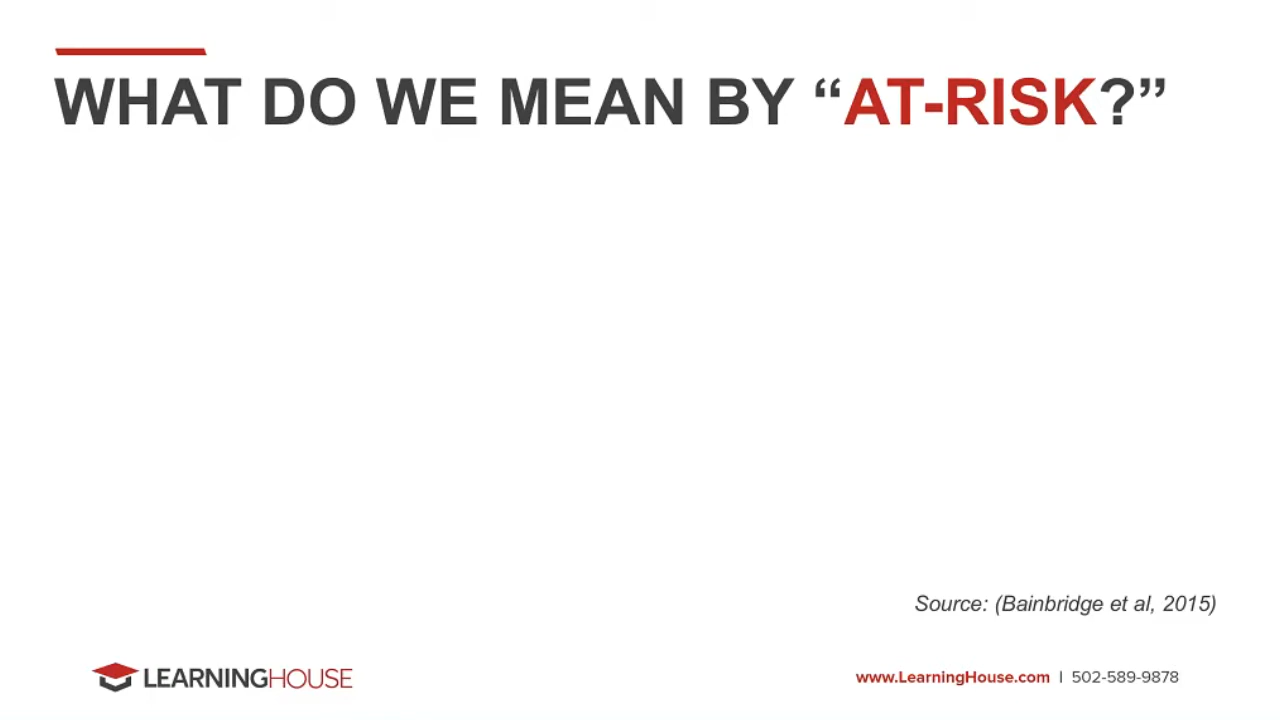 WHAT DO WE MEAN BY “AT-RISK?”
Source: (Bainbridge et al, 2015)
LEARNINGHOUSE
www.LearningHouse.com | 502-589-9878